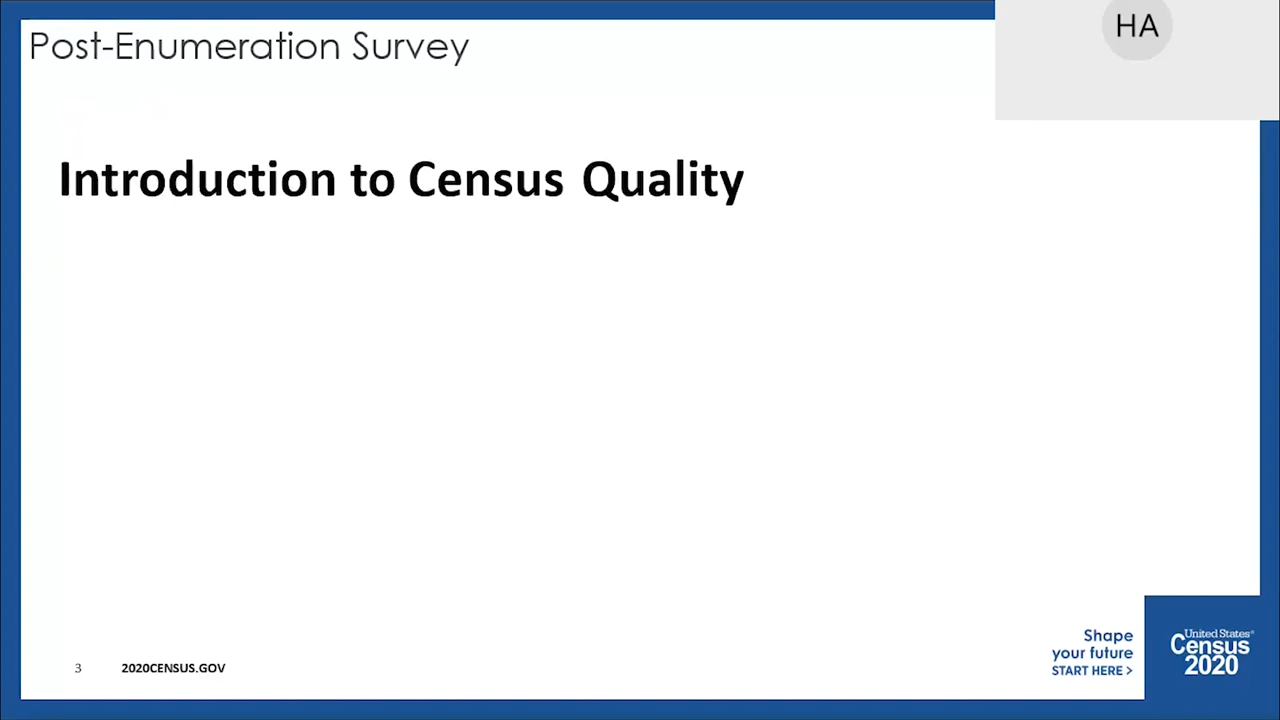 Post-Enumeration Survey
HA
Introduction to Census Quality
Shape
your future
START HERE >
United States®
Census
2020
3
2020CENSUS.GOV